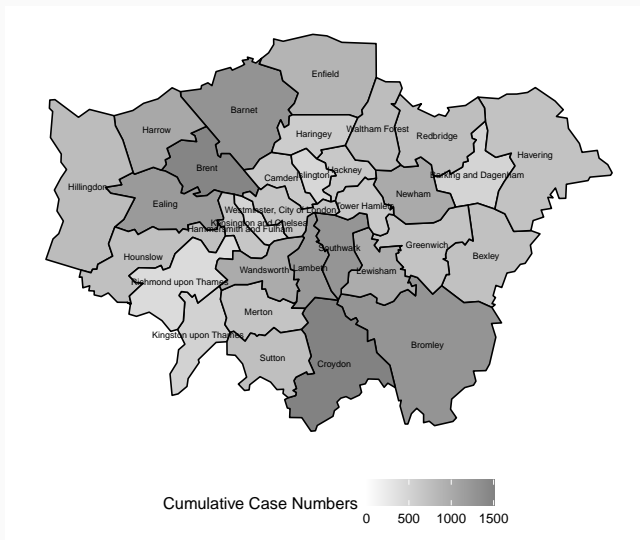 Enfield
Barnet
Harrow
Haringey
Waltham Forest
Redbridge
Havering
Brent
Camden
Islington
Hackney
Barking and Dagenham
Hillingdon
Newham
Ealing
Westminster, City of London
Tower Hamlets
Kensington and Chelsea
Hammersmith and Fulham
Southwark
Greenwich
Hounslow
Bexley
Wandsworth
Lambeth
Lewisham
Richmond upon Thames
Merton
Kingston upon Thames
Bromley
Sutton
Croydon
Cumulative Case Numbers
0 500 1000 1500